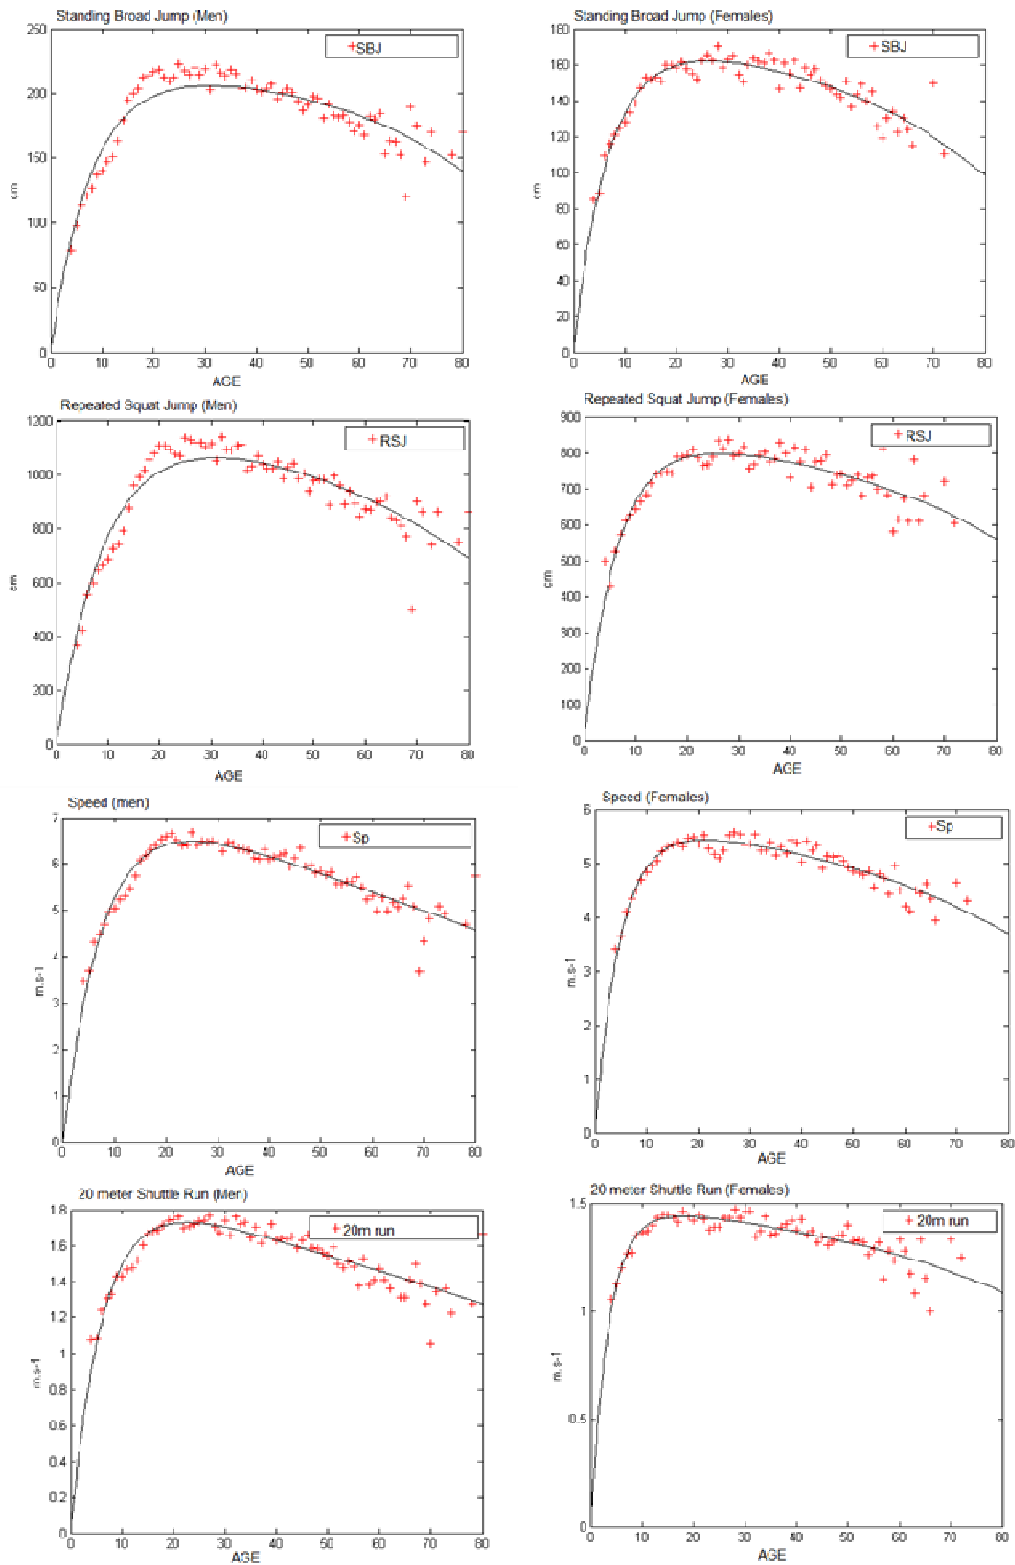 Standing Broad Jump (Men)
250
200
150
100
50
0
cm
SBJ
0 10 20 30 40 50 60 70 80
AGE
Standing Broad Jump (Females)
180
160
140
120
100
80
60
40
20
0
cm
SBJ
0 10 20 30 40 50 60 70 80
AGE
Repeated Squat Jump (Men)
1200
1000
800
600
400
200
0
cm
RSJ
0 10 20 30 40 50 60 70 80
AGE
Repeated Squat Jump (Females)
900
800
700
600
500
400
300
200
100
0
cm
RSJ
0 10 20 30 40 50 60 70 80
AGE
Speed (men)
7
6
5
4
3
2
1
0
m.s-1
Sp
0 10 20 30 40 50 60 70 80
AGE
Speed (Females)
6
5
4
3
2
1
0
m.s-1
Sp
0 10 20 30 40 50 60 70 80
AGE
20 meter Shuttle Run (Men)
1.8
1.6
1.4
1.2
1
0.8
0.6
0.4
0.2
0
m.s-1
20m run
0 10 20 30 40 50 60 70 80
AGE
20 meter Shuttle Run (Females)
1.5
1
0.5
0
m.s-1
20m run
0 10 20 30 40 50 60 70 80
AGE